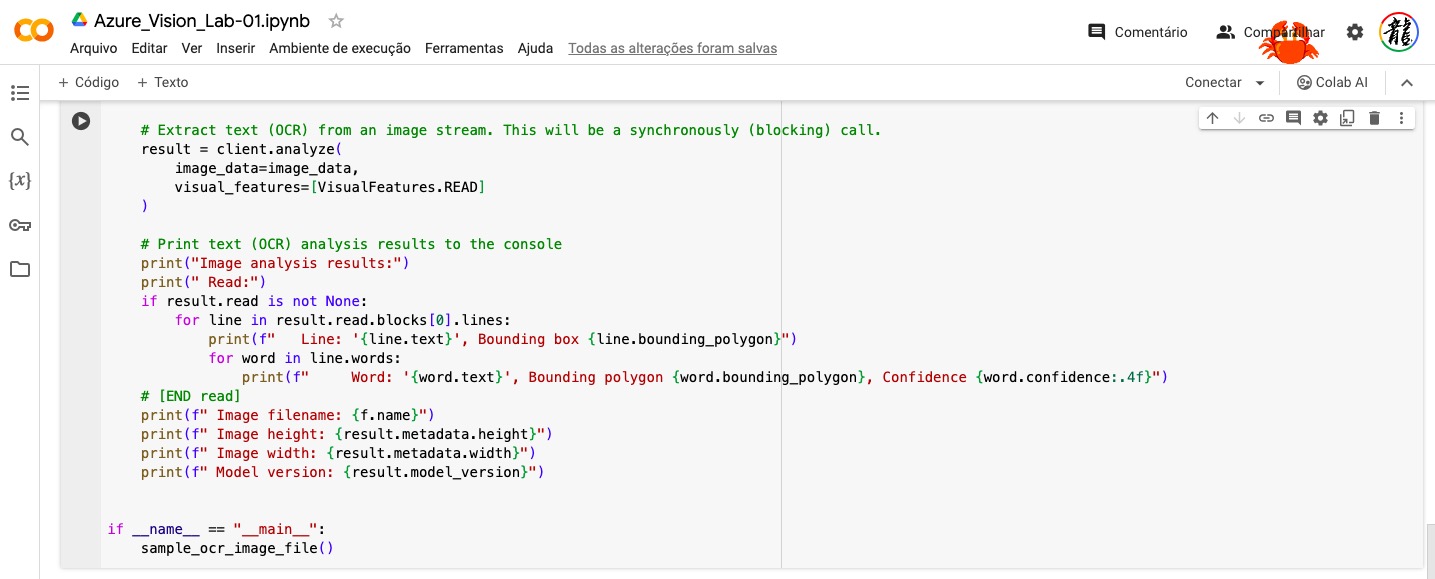 Azure_Vision_Lab-01.ipynb
Comentário
Compartilhar
龍
Arquivo Editar Ver Inserir Ambiente de execução Ferramentas Ajuda Todas as alterações foram salvas
+ Código + Texto
Conectar
Colab AI
{x}
# Extract text (OCR) from an image stream. This will be a synchronously (blocking) call.
result = client.analyze(
    image_data=image_data,
    visual_features=[VisualFeatures.READ]
)
# Print text (OCR) analysis results to the console
print("Image analysis results:")
print(" Read:")
if result.read is not None:
    for line in result.read.blocks[0].lines:
        print(f"   Line: '{line.text}', Bounding box {line.bounding_polygon}")
        for word in line.words:
            print(f"     Word: '{word.text}', Bounding polygon {word.bounding_polygon}, Confidence {word.confidence:.4f}")
# [END read]
print(f" Image filename: {f.name}")
print(f" Image height: {result.metadata.height}")
print(f" Image width: {result.metadata.width}")
print(f" Model version: {result.model_version}")
if __name__ == "__main__":
    sample_ocr_image_file()